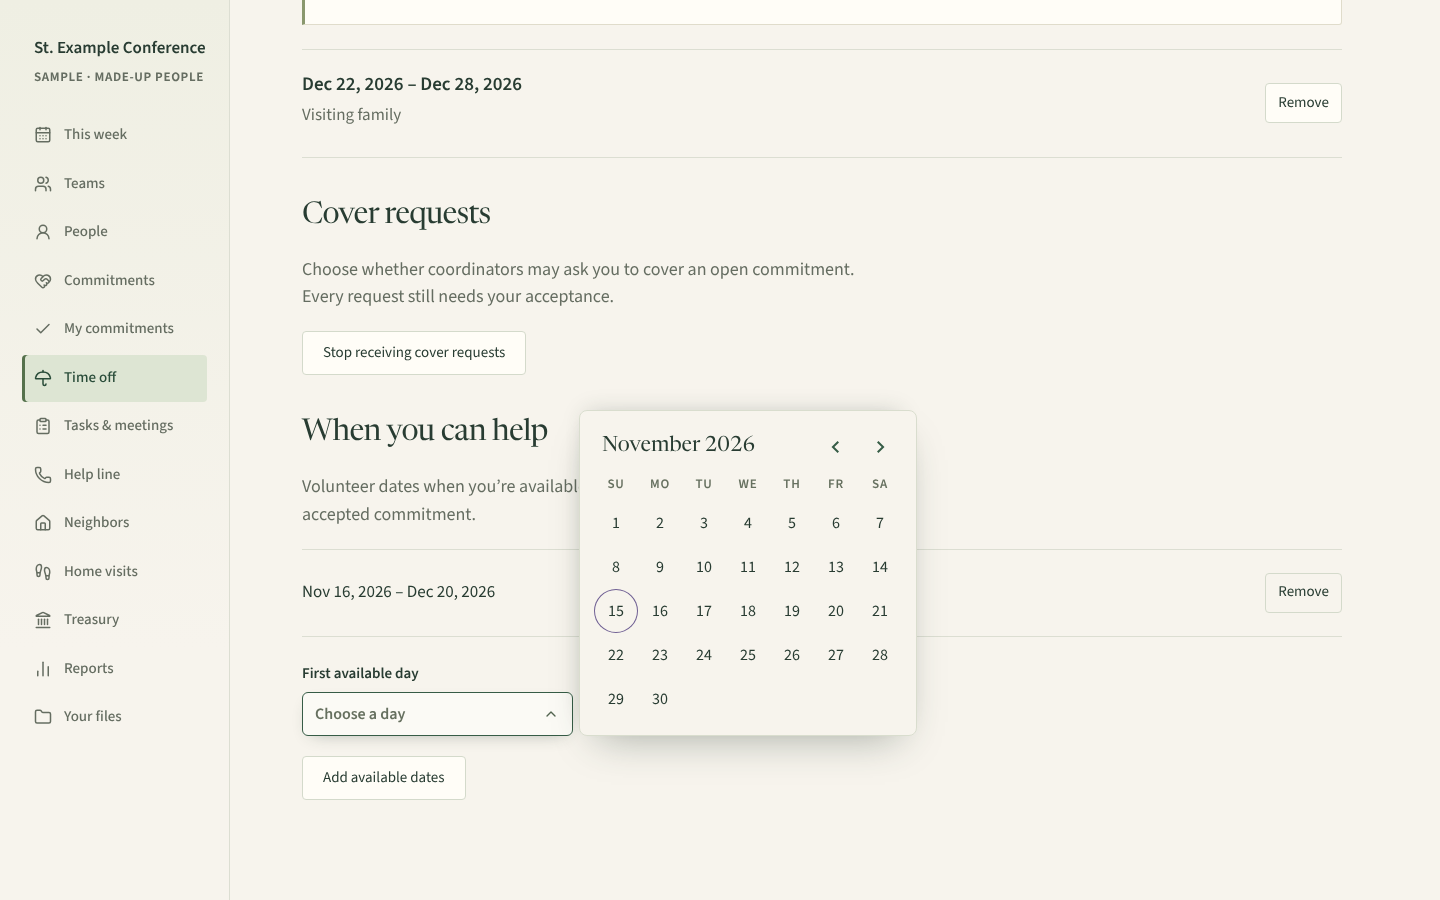 St. Example Conference
SAMPLE · MADE-UP PEOPLE
This week
Teams
People
Commitments
My commitments
Time off
Tasks & meetings
Help line
Neighbors
Home visits
Treasury
Reports
Your files
Dec 22, 2026 – Dec 28, 2026
Visiting family
Remove
Cover requests
Choose whether coordinators may ask you to cover an open commitment.
Every request still needs your acceptance.
Stop receiving cover requests
When you can help
Volunteer dates when you’re
accepted commitment.
Nov 16, 2026 – Dec 20, 2026
Remove
First available day
Choose a day
Add available dates
November 2026
SU MO TU WE TH FR SA
1 2 3 4 5 6 7
8 9 10 11 12 13 14
15 16 17 18 19 20 21
22 23 24 25 26 27 28
29 30